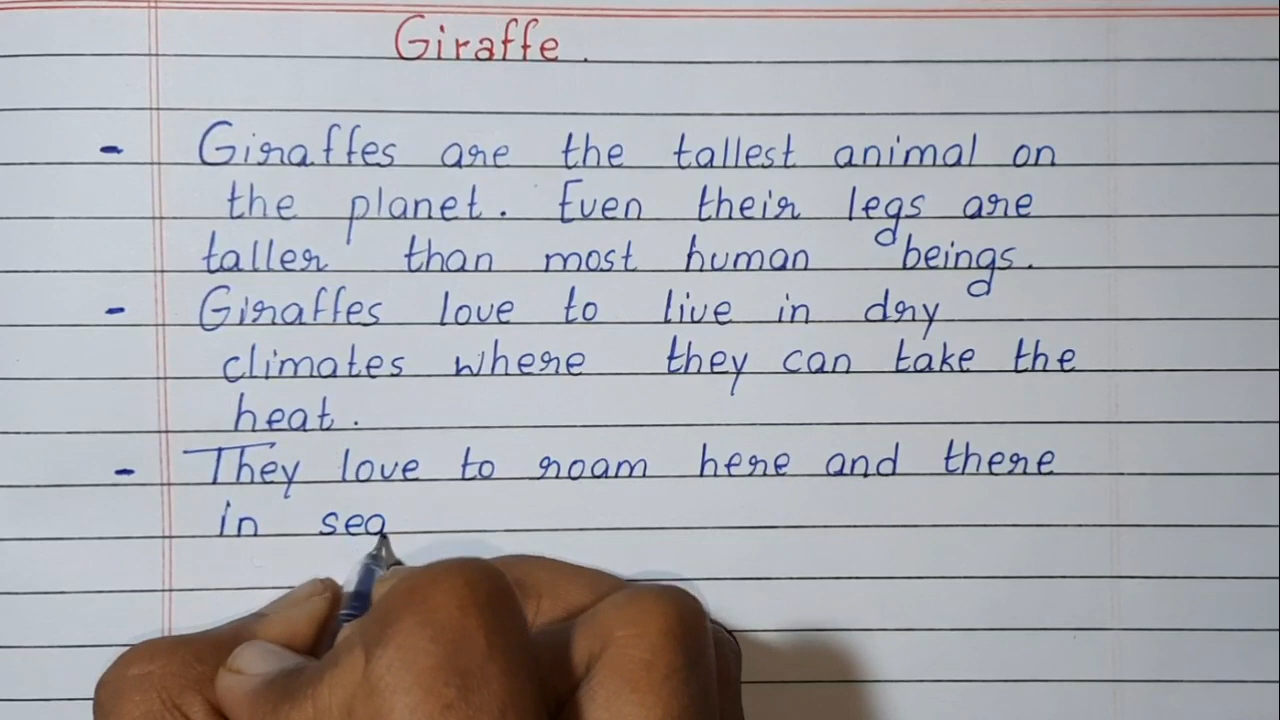 Giraffe.
- Giraffes are the tallest animal on
the planet. Even their legs are
taller than most human beings.
- Giraffes love to live in dry
climates where they can take the
heat.
- They love to roam here and there
in sea